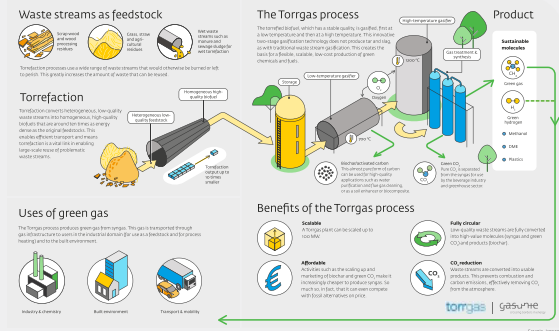 Waste streams as feedstock
Scrap wood
and wood
processing
residues
Grass, straw
and agri-
cultural
residues
Wet waste
streams such as
manure and
sewage sludge for
wet torrefaction
Torrefaction processes use a wide range of waste streams that would otherwise be burned or left
to perish. This greatly increases the amount of waste that can be reused.
Torrefaction
Torrefaction converts heterogeneous, low-quality
waste streams into homogeneous, high-quality
biofuels that are around ten times as energy
dense as the original feedstocks. This
enables efficient transport and means
torrefaction is a vital link in enabling
large-scale reuse of problematic
waste streams.
Heterogeneous low-
quality feedstock
Homogeneous high-
quality biofuel
Torrefaction
output up to
10 times
smaller
The Torrgas process
The torrefied biofuel, which has a stable quality, is gasified, first at
a low temperature and then at a high temperature. This innovative
two-stage gasification technology does not produce tar and slag,
as with traditional waste stream gasification. This creates the
basis for a flexible, scalable, low-cost production of green
chemicals and fuels.
Storage
Low-temperature gasifier
High-temperature gasifier
Gas treatment &
synthesis
O2
Oxygen
1200 °C
750 °C
Biochar/activated carbon
This almost pure form of carbon
can be used for high-quality
applications such as water
purification and flue gas cleaning,
or as a soil enhancer or biocomposite.
CO2
Green CO2
Pure CO2 is separated
from the syngas for use
by the beverage industry
and greenhouse sector
Product
Sustainable
molecules
CH4
Green gas
H2
Green
hydrogen
Methanol
DME
Plastics
Uses of green gas
The Torrgas process produces green gas from syngas. This gas is transported through
gas infrastructure to users in the industrial domain (for use as a feedstock and for process
heating) and to the built environment.
Industry & chemistry
Built environment
Transport & mobility
Benefits of the Torrgas process
Scalable
A Torrgas plant can be scaled up to
100 MW
Fully circular
Low-quality waste streams are fully converted
into high-value molecules (syngas and green
CO2) and products (biochar).
Affordable
Activities such as the scaling up and
marketing of biochar and green CO2 make it
increasingly cheaper to produce syngas. So
much so, in fact, that it can even compete
with fossil alternatives on price.
CO2
CO2 reduction
Waste streams are converted into usable
products. This prevents combustion and
carbon emissions, effectively removing CO2
from the atmosphere.
torrgas
gasunie